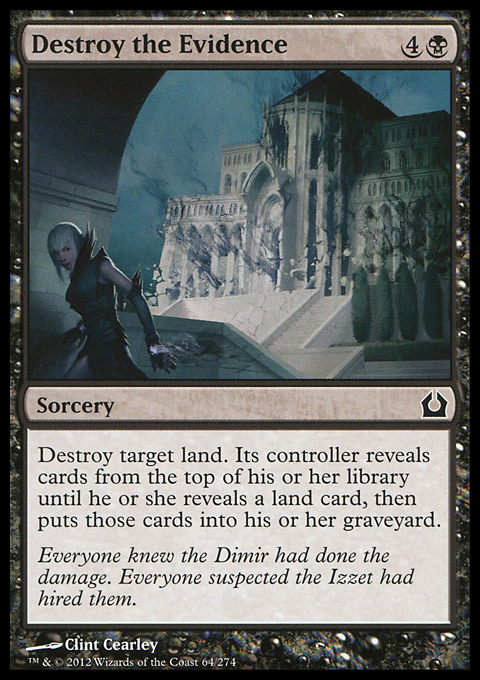 Destroy the Evidence 4
Sorcery
Destroy target land. Its controller reveals
cards from the top of his or her library
until he or she reveals a land card, then
puts those cards into his or her graveyard.
Everyone knew the Dimir had done the
damage. Everyone suspected the Izzet had
hired them.
Clint Cearley
™ & © 2012 Wizards of the Coast 64/274